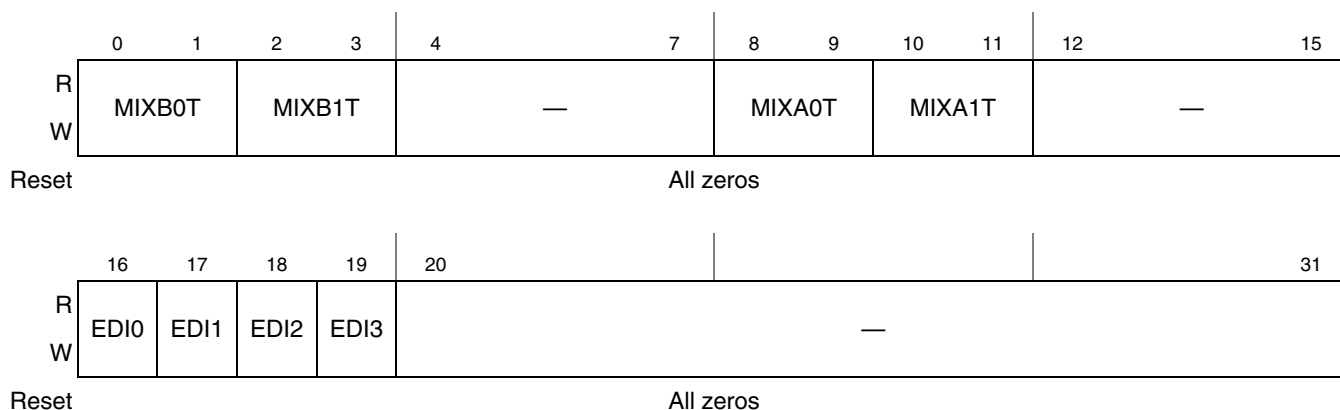 0 1 2 3 4 7 8 9 10 11 12 15
R
MIXB0T MIXB1T — MIXA0T MIXA1T —
W
Reset All zeros
16 17 18 19 20 31
R
EDI0 EDI1 EDI2 EDI3 —
W
Reset All zeros